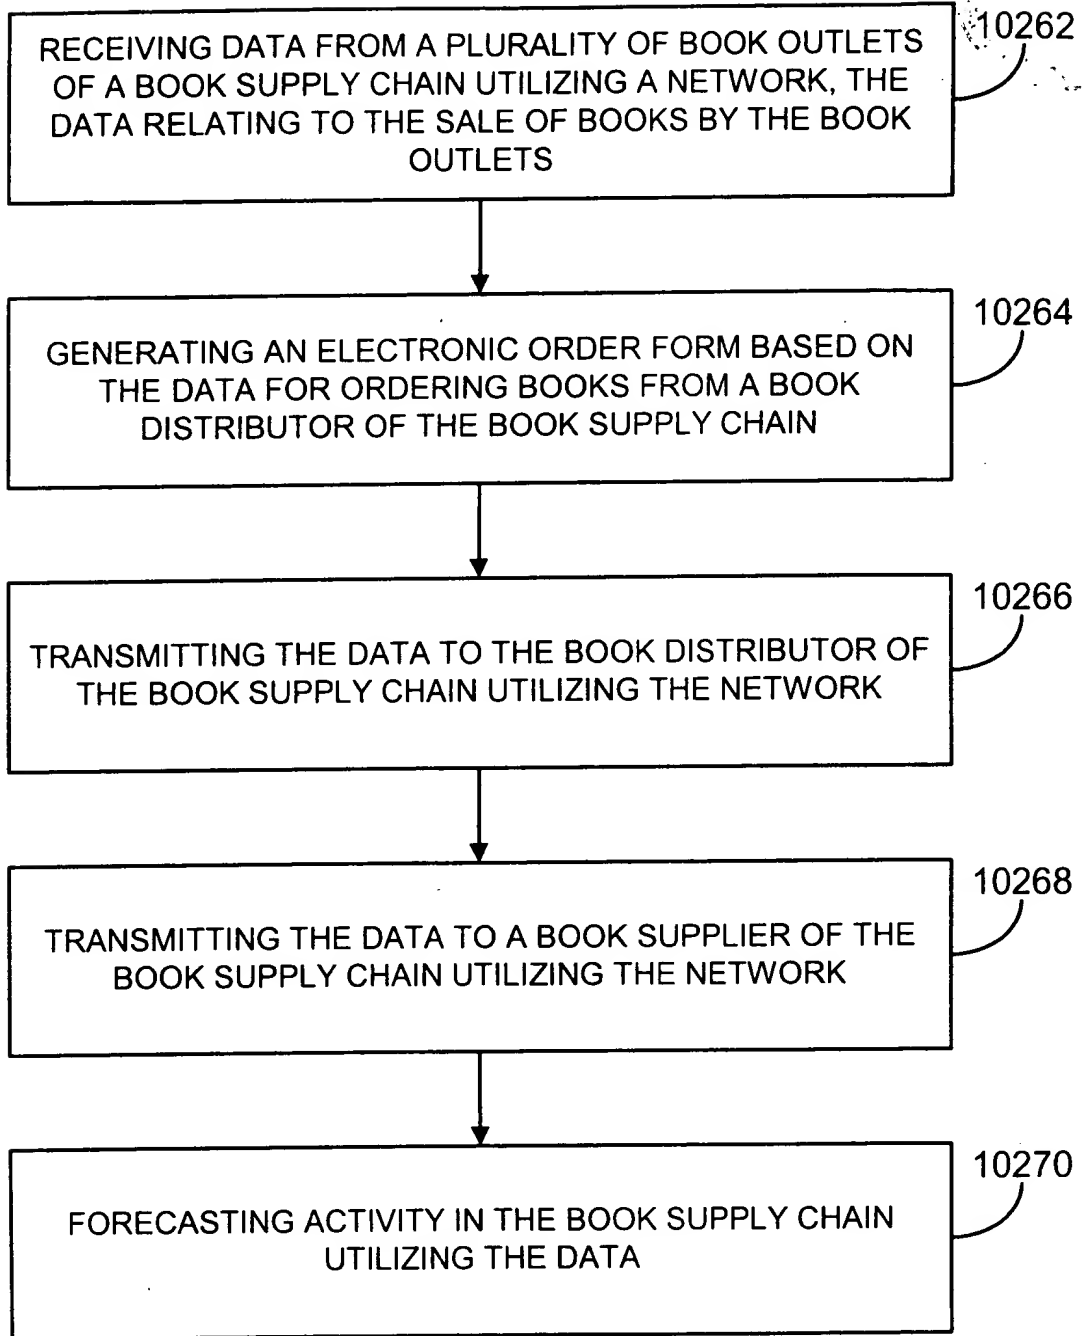 RECEIVING DATA FROM A PLURALITY OF BOOK OUTLETS
OF A BOOK SUPPLY CHAIN UTILIZING A NETWORK, THE
DATA RELATING TO THE SALE OF BOOKS BY THE BOOK
OUTLETS
10262
GENERATING AN ELECTRONIC ORDER FORM BASED ON
THE DATA FOR ORDERING BOOKS FROM A BOOK
DISTRIBUTOR OF THE BOOK SUPPLY CHAIN
10264
TRANSMITTING THE DATA TO THE BOOK DISTRIBUTOR OF
THE BOOK SUPPLY CHAIN UTILIZING THE NETWORK
10266
TRANSMITTING THE DATA TO A BOOK SUPPLIER OF THE
BOOK SUPPLY CHAIN UTILIZING THE NETWORK
10268
FORECASTING ACTIVITY IN THE BOOK SUPPLY CHAIN
UTILIZING THE DATA
10270